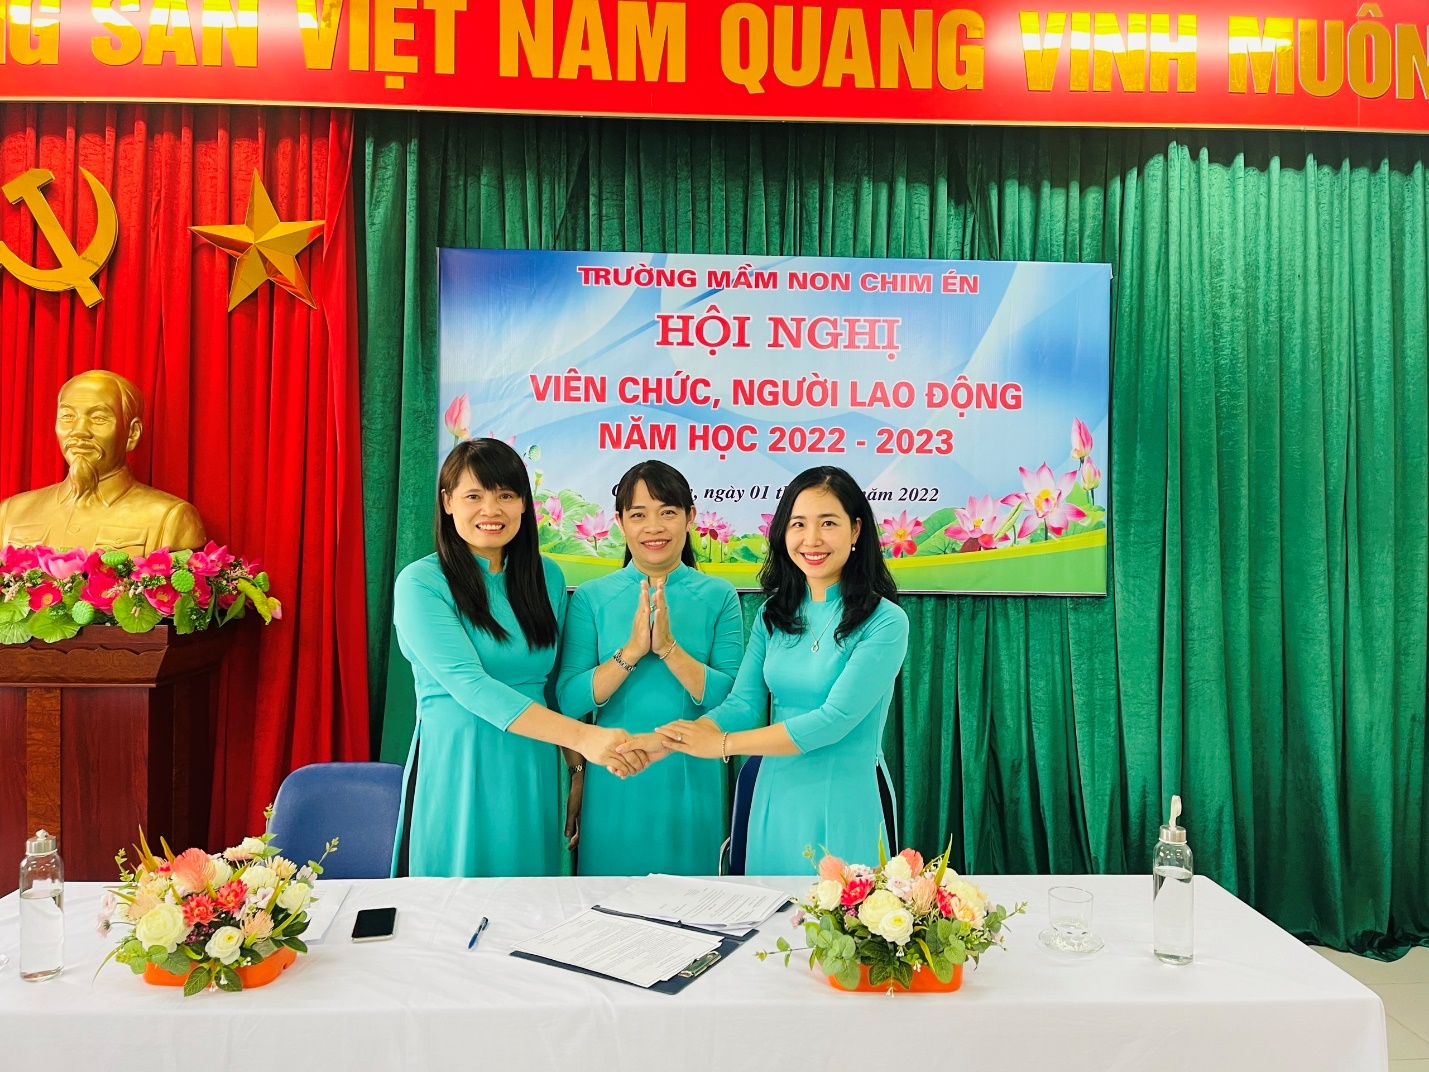 SẢN VIỆT NAM QUANG VINH MUÔN
TRƯỜNG MẦM NON CHIM ÉN
HỘI NGHỊ
VIÊN CHỨC, NGƯỜI LAO ĐỘNG
NĂM HỌC 2022 - 2023
ngày 01 năm 2022